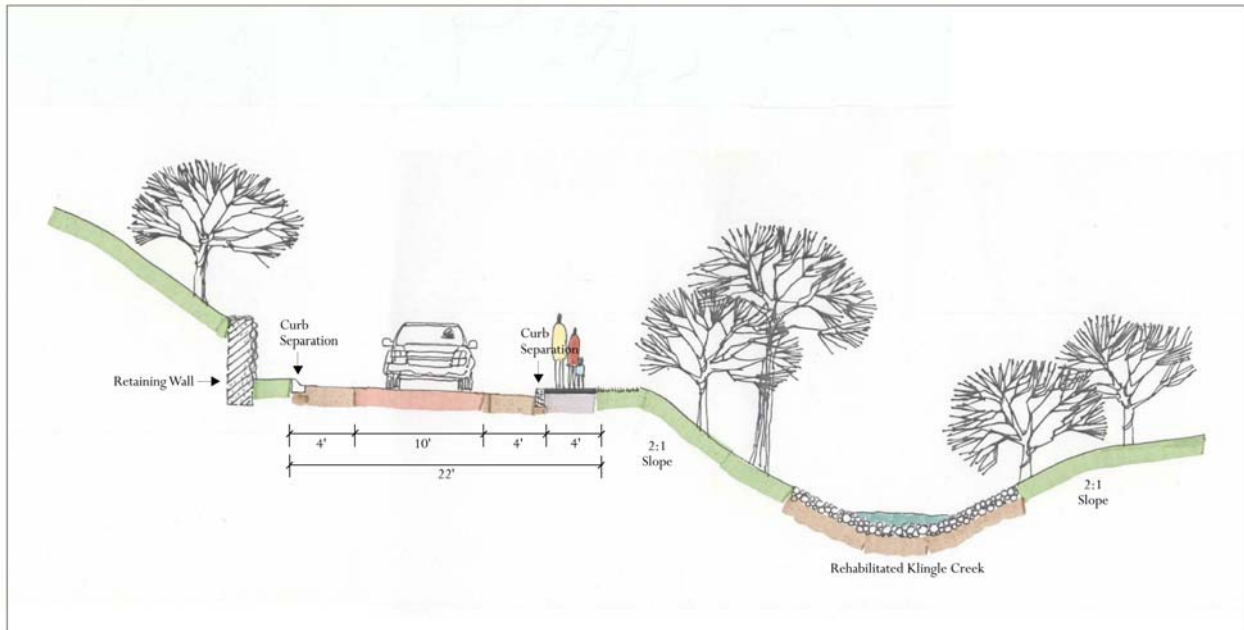 Curb
Separation
Curb
Separation
Retaining Wall
4'
10'
4'
4'
22'
2:1
Slope
2:1
Slope
Rehabilitated Klingle Creek